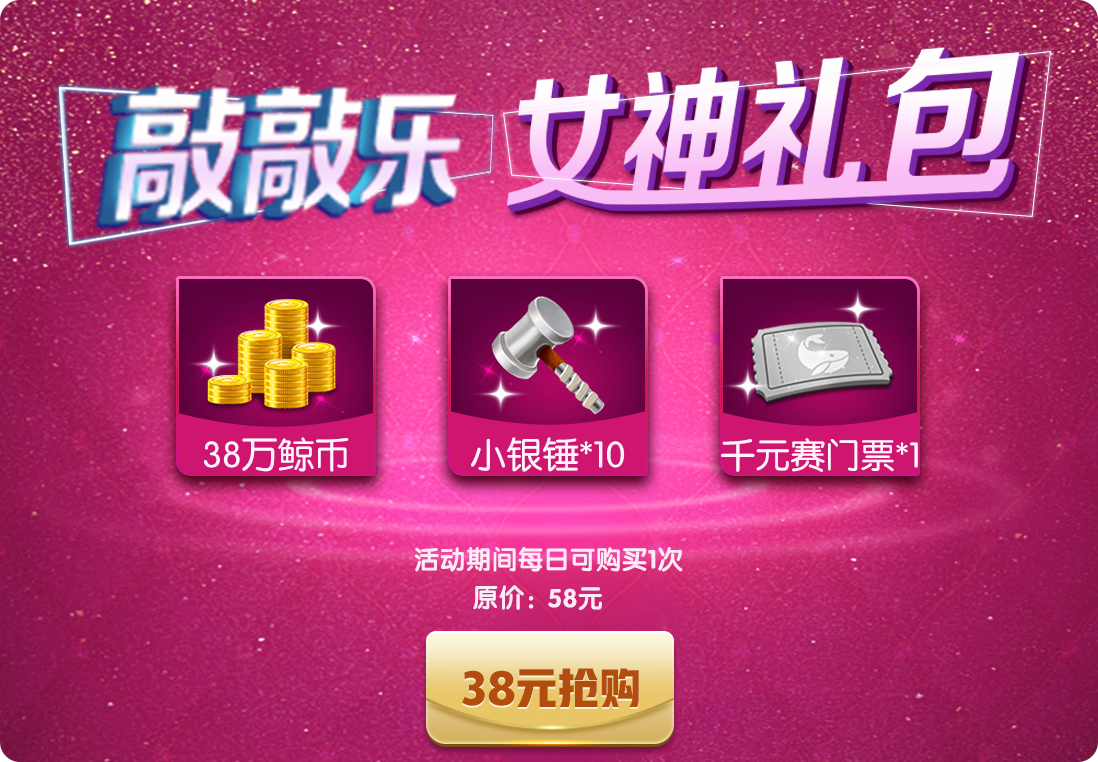 敲敲乐 女神礼包
38万鲸币
小银锤*10
千元赛门票*1
活动期间每日可购买1次
原价：58元
38元抢购